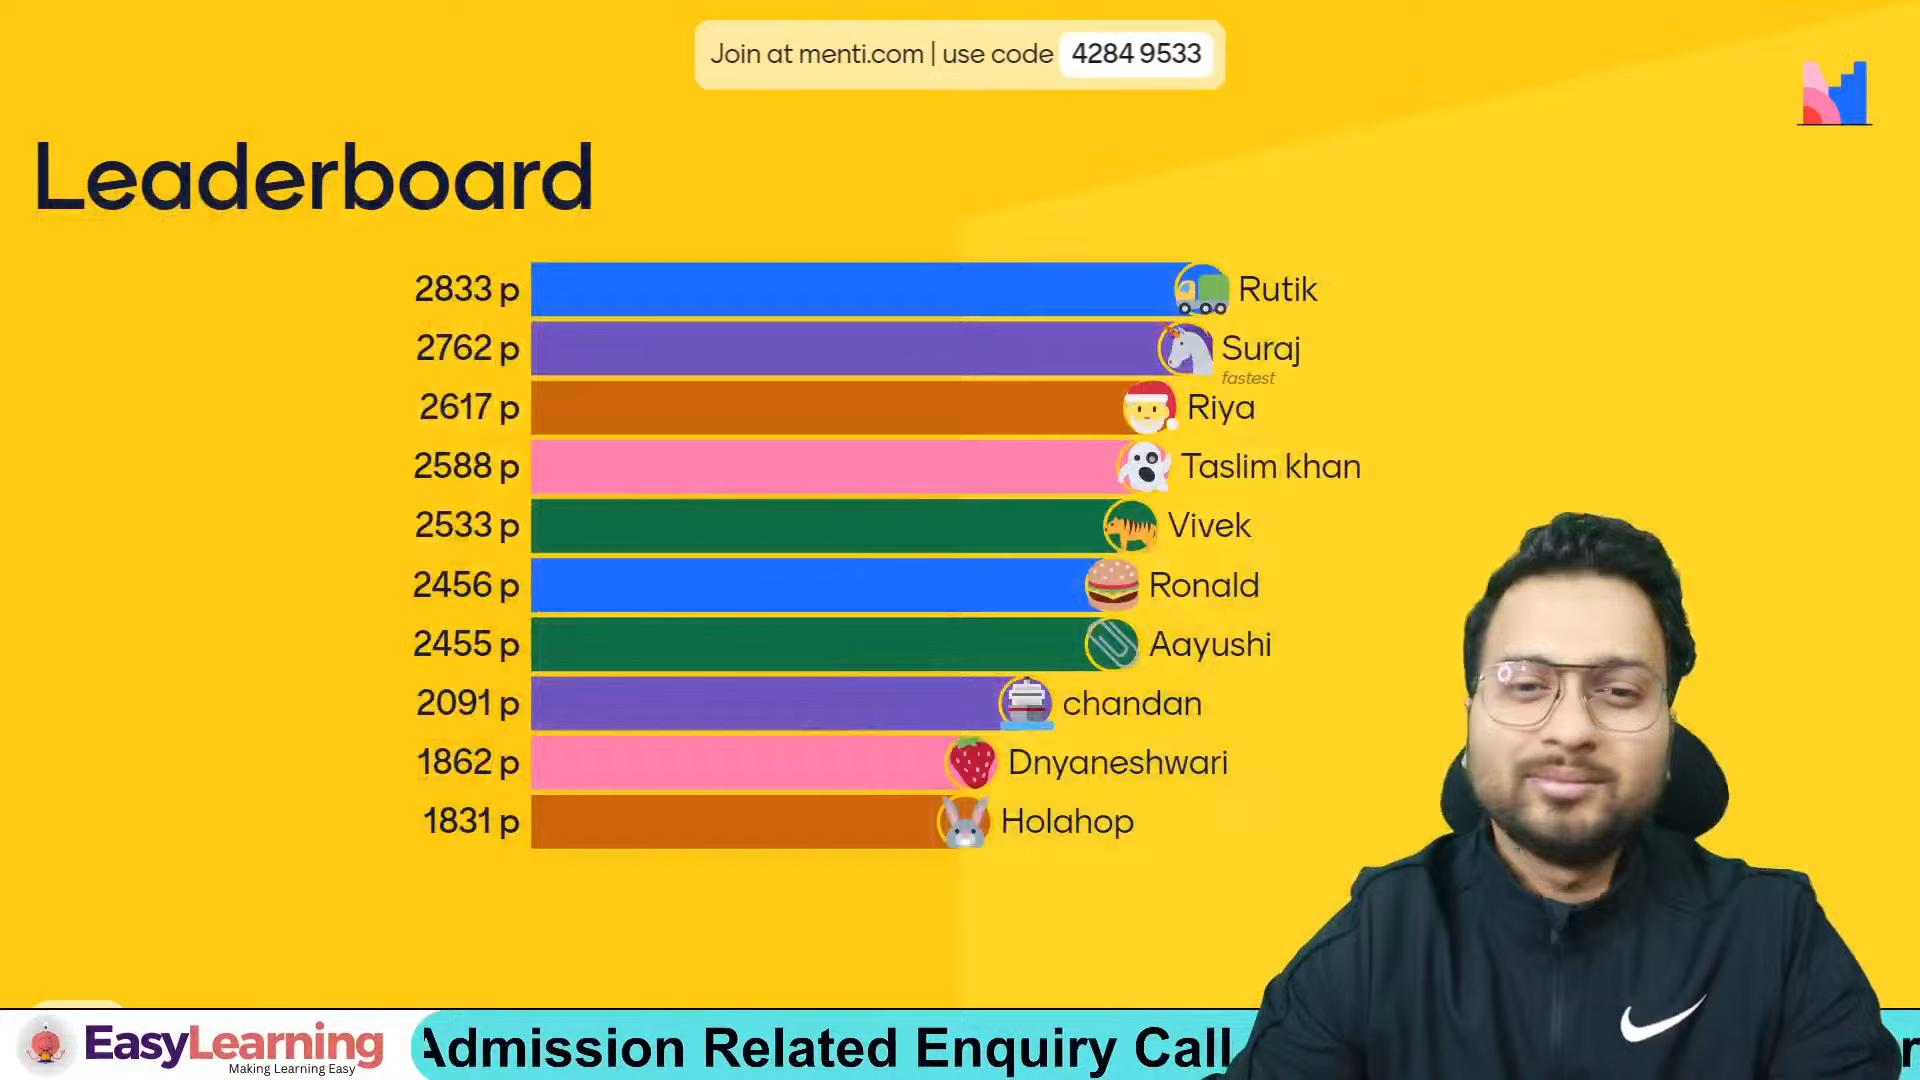 Join at menti.com | use code 4284 9533
Leaderboard
2833 p Rutik
2762 p Suraj
fastest
2617 p Riya
2588 p Taslim khan
2533 p Vivek
2456 p Ronald
2455 p Aayushi
2091 p chandan
1862 p Dnyaneshwari
1831 p Holahop
EasyLearning
Making Learning Easy
Admission Related Enquiry Call